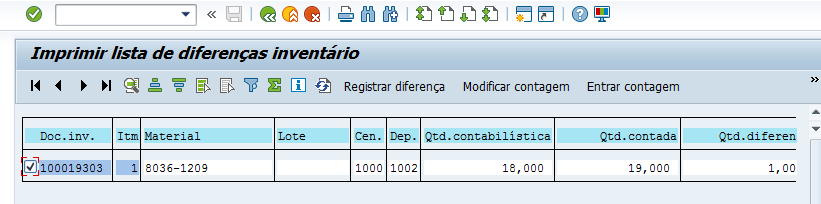 Imprimir lista de diferenças inventário
Registrar diferença Modificar contagem Entrar contagem
Doc.inv. Itm Material Lote Cen. Dep. Qtd.contabilística Qtd.contada Qtd.diferen
100019303 1 8036-1209 1000 1002 18,000 19,000 1,00